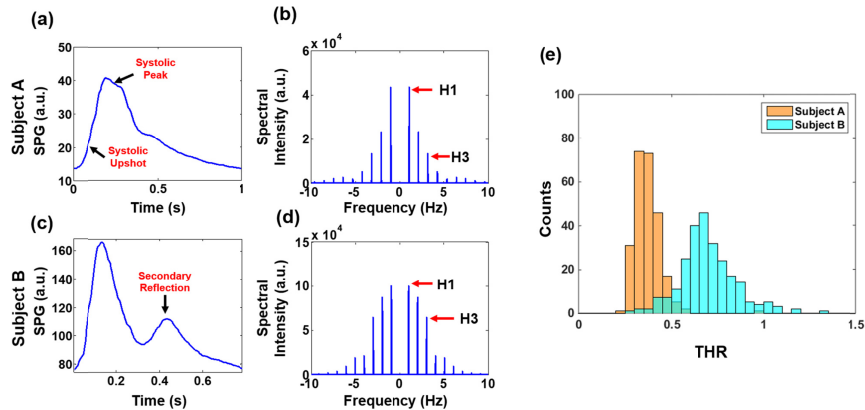 (a)
Subject A
SPG (a.u.)
50
40
30
20
10
0
0.5
1
Time (s)
Systolic
Peak
Systolic
Upshot
(b)
x 10⁴
Spectral
Intensity (a.u.)
6
4
2
0
-10
-5
0
5
10
Frequency (Hz)
H1
H3
(c)
Subject B
SPG (a.u.)
160
140
120
100
80
0.2
0.4
0.6
Time (s)
Secondary
Reflection
(d)
x 10⁴
Spectral
Intensity (a.u.)
15
10
5
0
-10
-5
0
5
10
Frequency (Hz)
H1
H3
(e)
Counts
100
80
60
40
20
0
0
0.5
1
1.5
THR
Subject A
Subject B